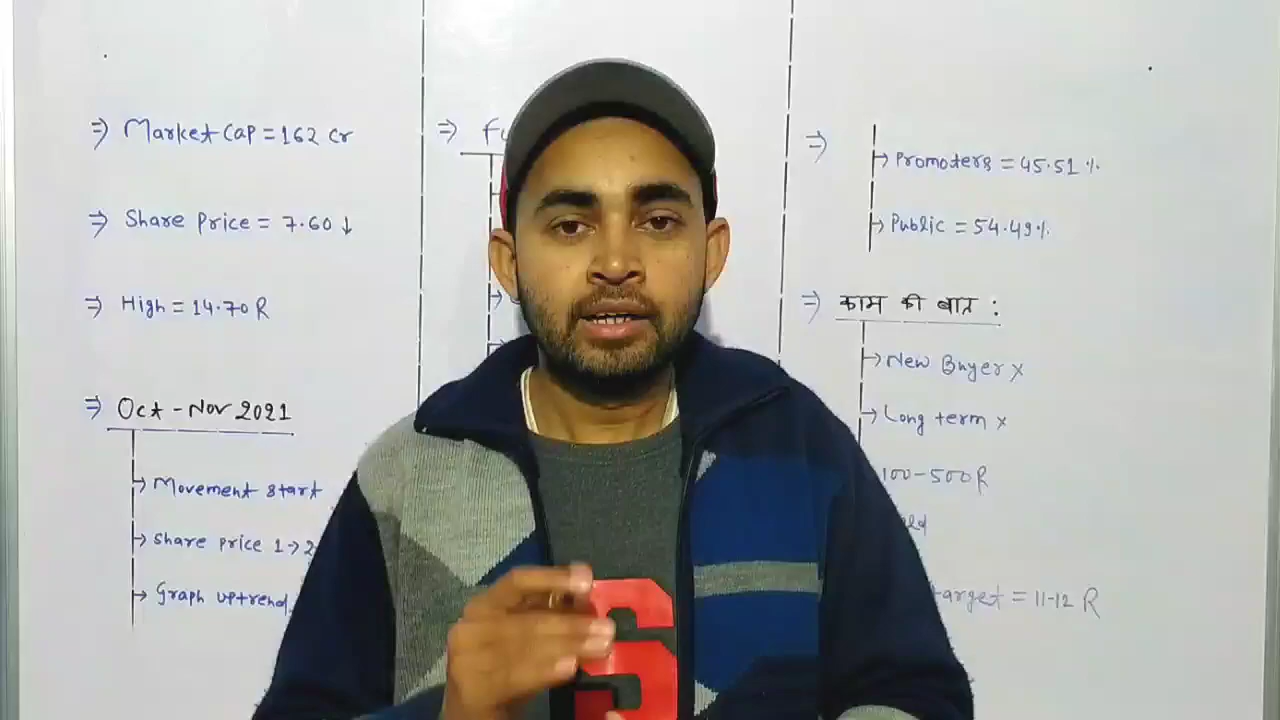 ⇒ Market Cap = 162 cr
⇒ Share Price = 7.60 ↓
⇒ High = 14.70 R
⇒ Oct - Nov 2021
→ Movement start
→ Share price 1→2
→ Graph uptrend
⇒
⇒
→ Promoters = 45.51 %
→ Public = 54.49 %
⇒ काम की बात :
→ New Buyer x
→ Long term x
100-500 R
target = 11-12 R
S